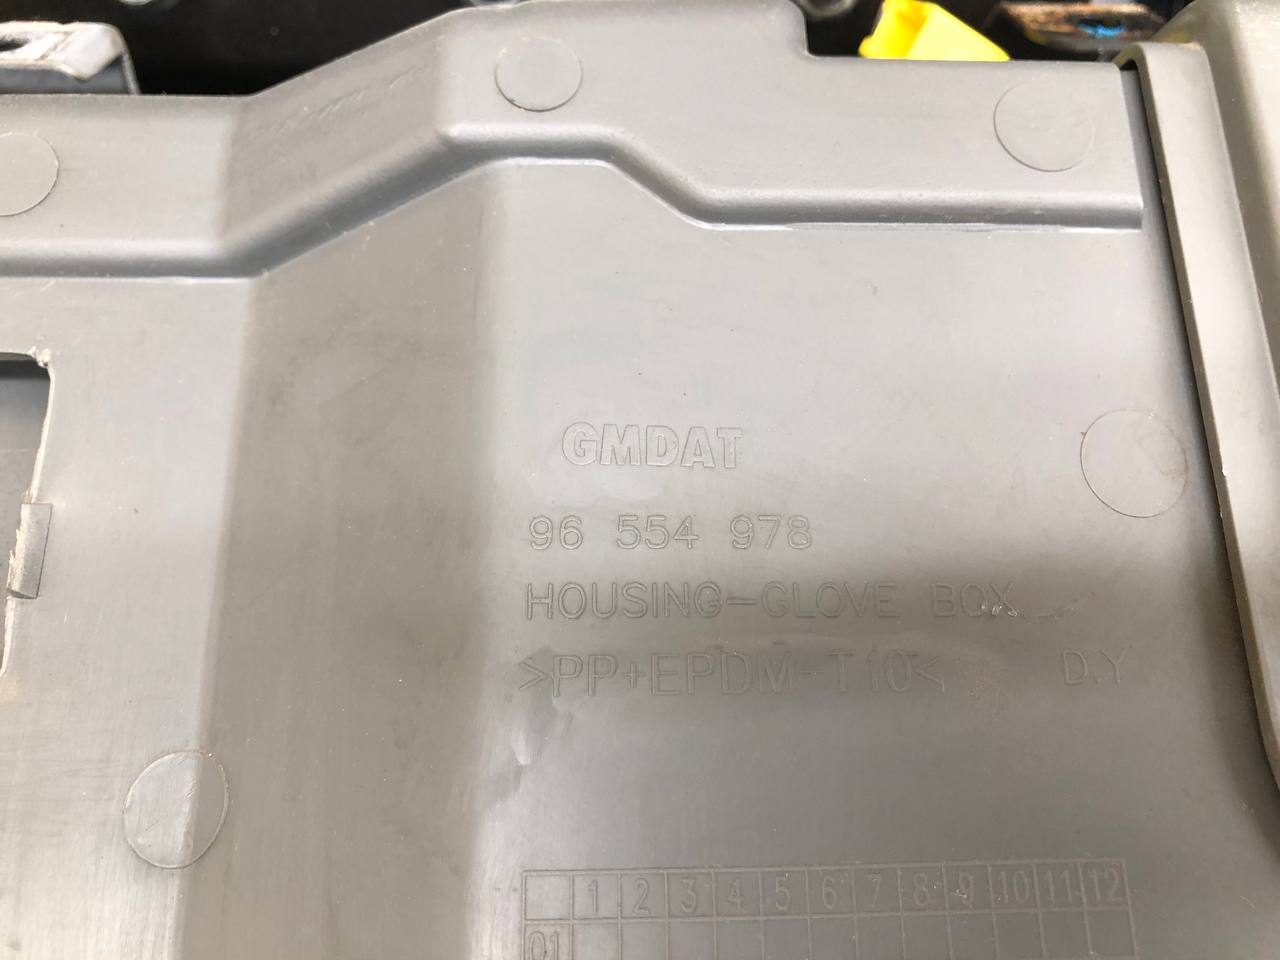 GMDAT
96 554 978
HOUSING-GLOVE BOX
>PP+EPDM-T10< D.Y
1 2 3 4 5 6 7 8 9 10 11 12
01